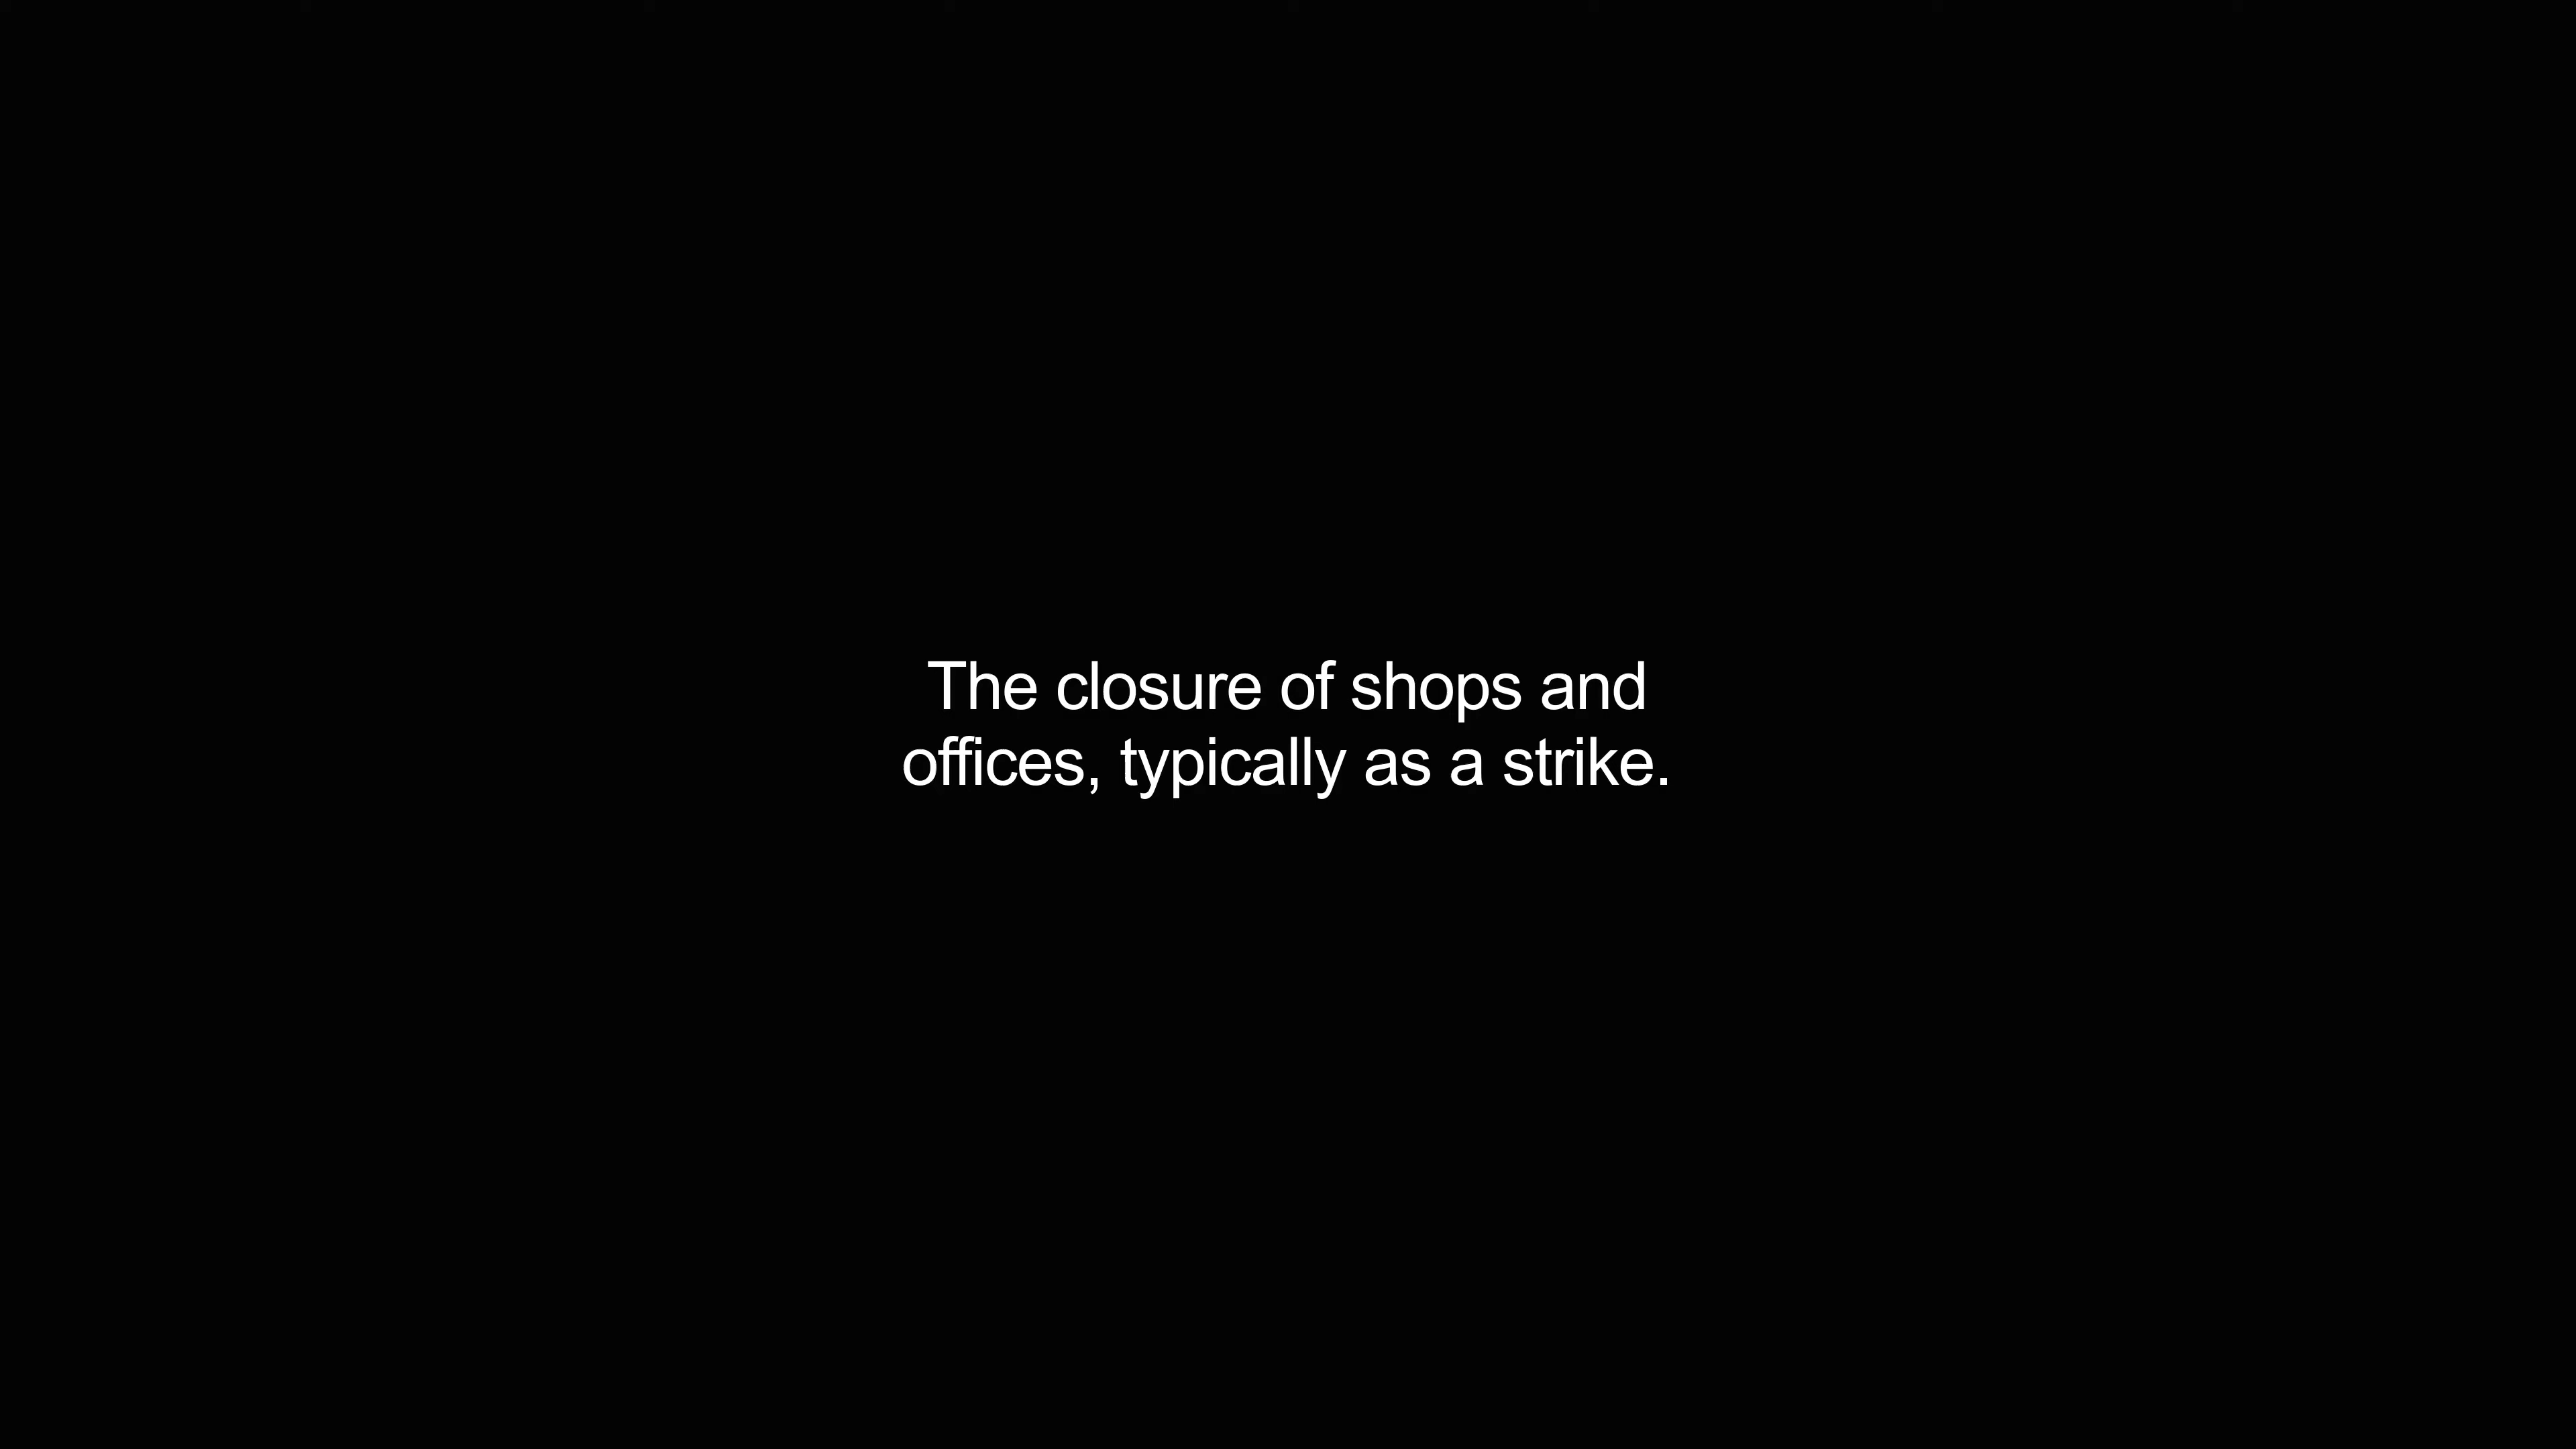 The closure of shops and
offices, typically as a strike.